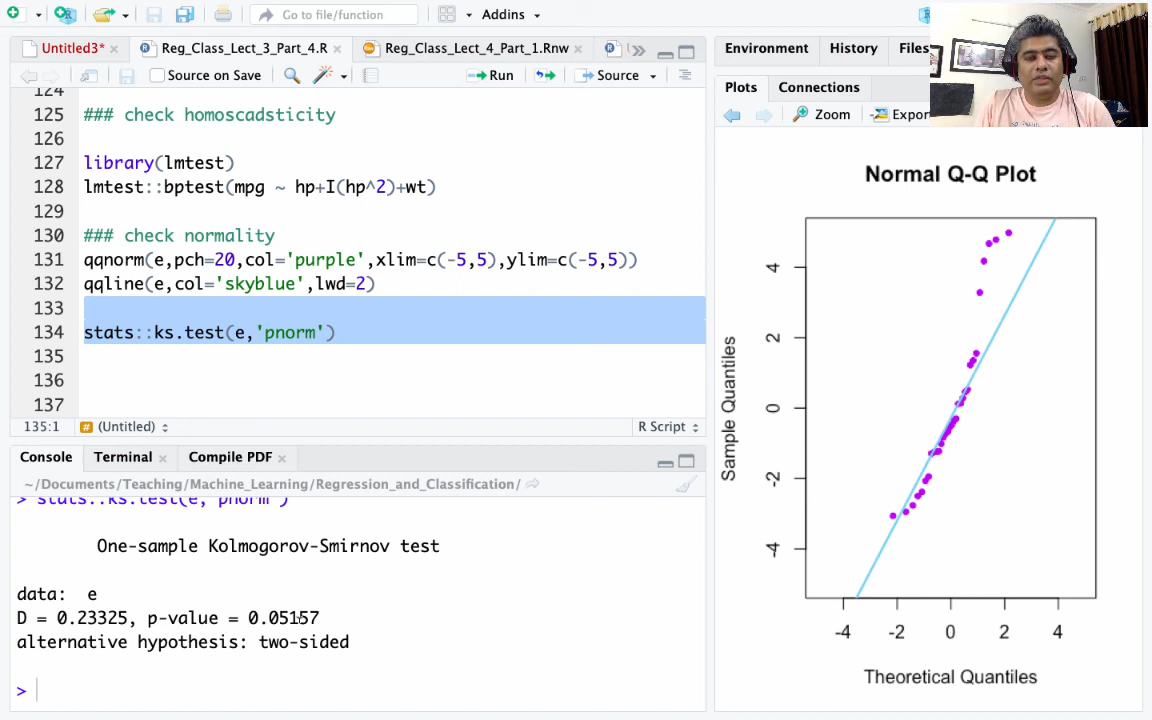 Go to file/function
Addins
Untitled3*
Reg_Class_Lect_3_Part_4.R
Reg_Class_Lect_4_Part_1.Rnw
Source on Save
Run
Source
124
125 ### check homoscadsticity
126
127 library(lmtest)
128 lmtest::bptest(mpg ~ hp+I(hp^2)+wt)
129
130 ### check normality
131 qqnorm(e,pch=20,col='purple',xlim=c(-5,5),ylim=c(-5,5))
132 qqline(e,col='skyblue',lwd=2)
133
134 stats::ks.test(e,'pnorm')
135
136
137
135:1 # (Untitled) R Script
Console Terminal Compile PDF
~/Documents/Teaching/Machine_Learning/Regression_and_Classification/
> stats::ks.test(e,'pnorm')
One-sample Kolmogorov-Smirnov test
data: e
D = 0.23325, p-value = 0.05157
alternative hypothesis: two-sided
>
Environment History Files
Plots Connections
Zoom Expor
Normal Q-Q Plot
Sample Quantiles
4
2
0
-2
-4
-4 -2 0 2 4
Theoretical Quantiles